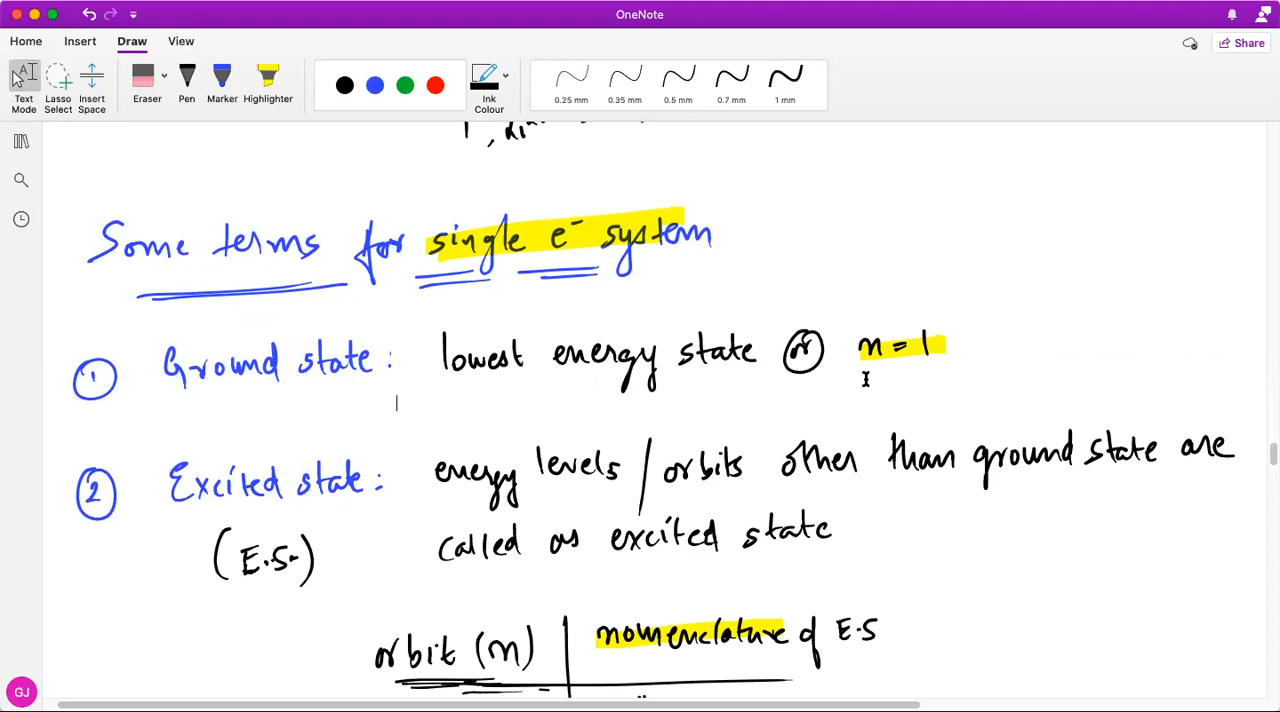 OneNote
Home Insert Draw View
Share
Text Mode
Lasso Select
Insert Space
Eraser
Pen
Marker
Highlighter
Ink Colour
0.25 mm
0.35 mm
0.5 mm
0.7 mm
1 mm
Some terms for single e⁻ system
① Ground state: lowest energy state or n = 1
② Excited state: energy levels / orbits other than ground state are
(E.S.) called as excited state
orbit (n) | nomenclature of E.S
GJ